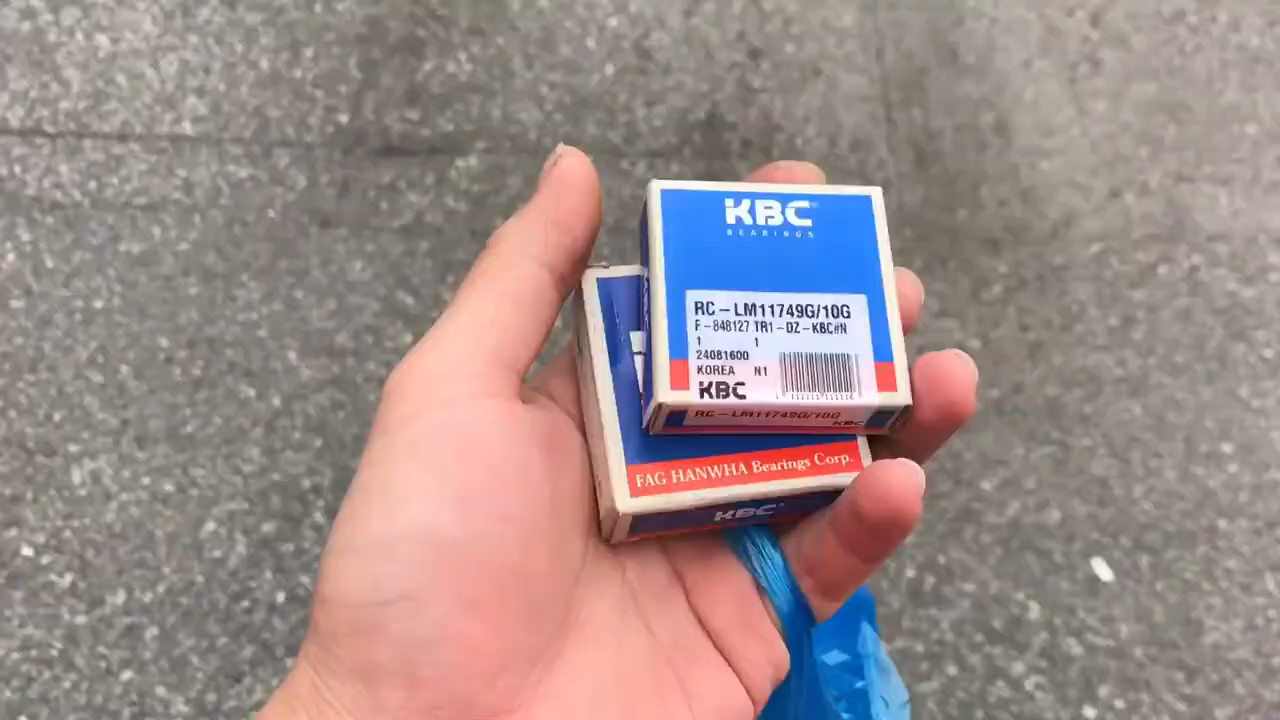 KBC
BEARINGS
RC-LM11749G/10G
F-848127.TR1-DZ-KBC#N
1 1
24081600
KOREA N1
KBC
RC-LM11749G/10G
KBC
FAG HANWHA Bearings Corp.
KBC